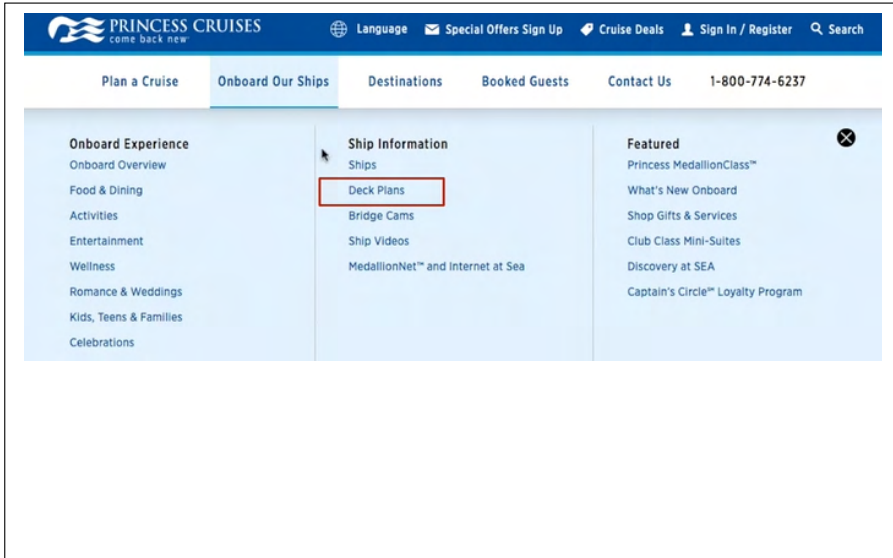 PRINCESS CRUISES
come back new℠
Language Special Offers Sign Up Cruise Deals Sign In / Register Search
Plan a Cruise Onboard Our Ships Destinations Booked Guests Contact Us 1-800-774-6237
Onboard Experience
Onboard Overview
Food & Dining
Activities
Entertainment
Wellness
Romance & Weddings
Kids, Teens & Families
Celebrations
Ship Information
Ships
Deck Plans
Bridge Cams
Ship Videos
MedallionNet™ and Internet at Sea
Featured
Princess MedallionClass™
What's New Onboard
Shop Gifts & Services
Club Class Mini-Suites
Discovery at SEA
Captain's Circle℠ Loyalty Program